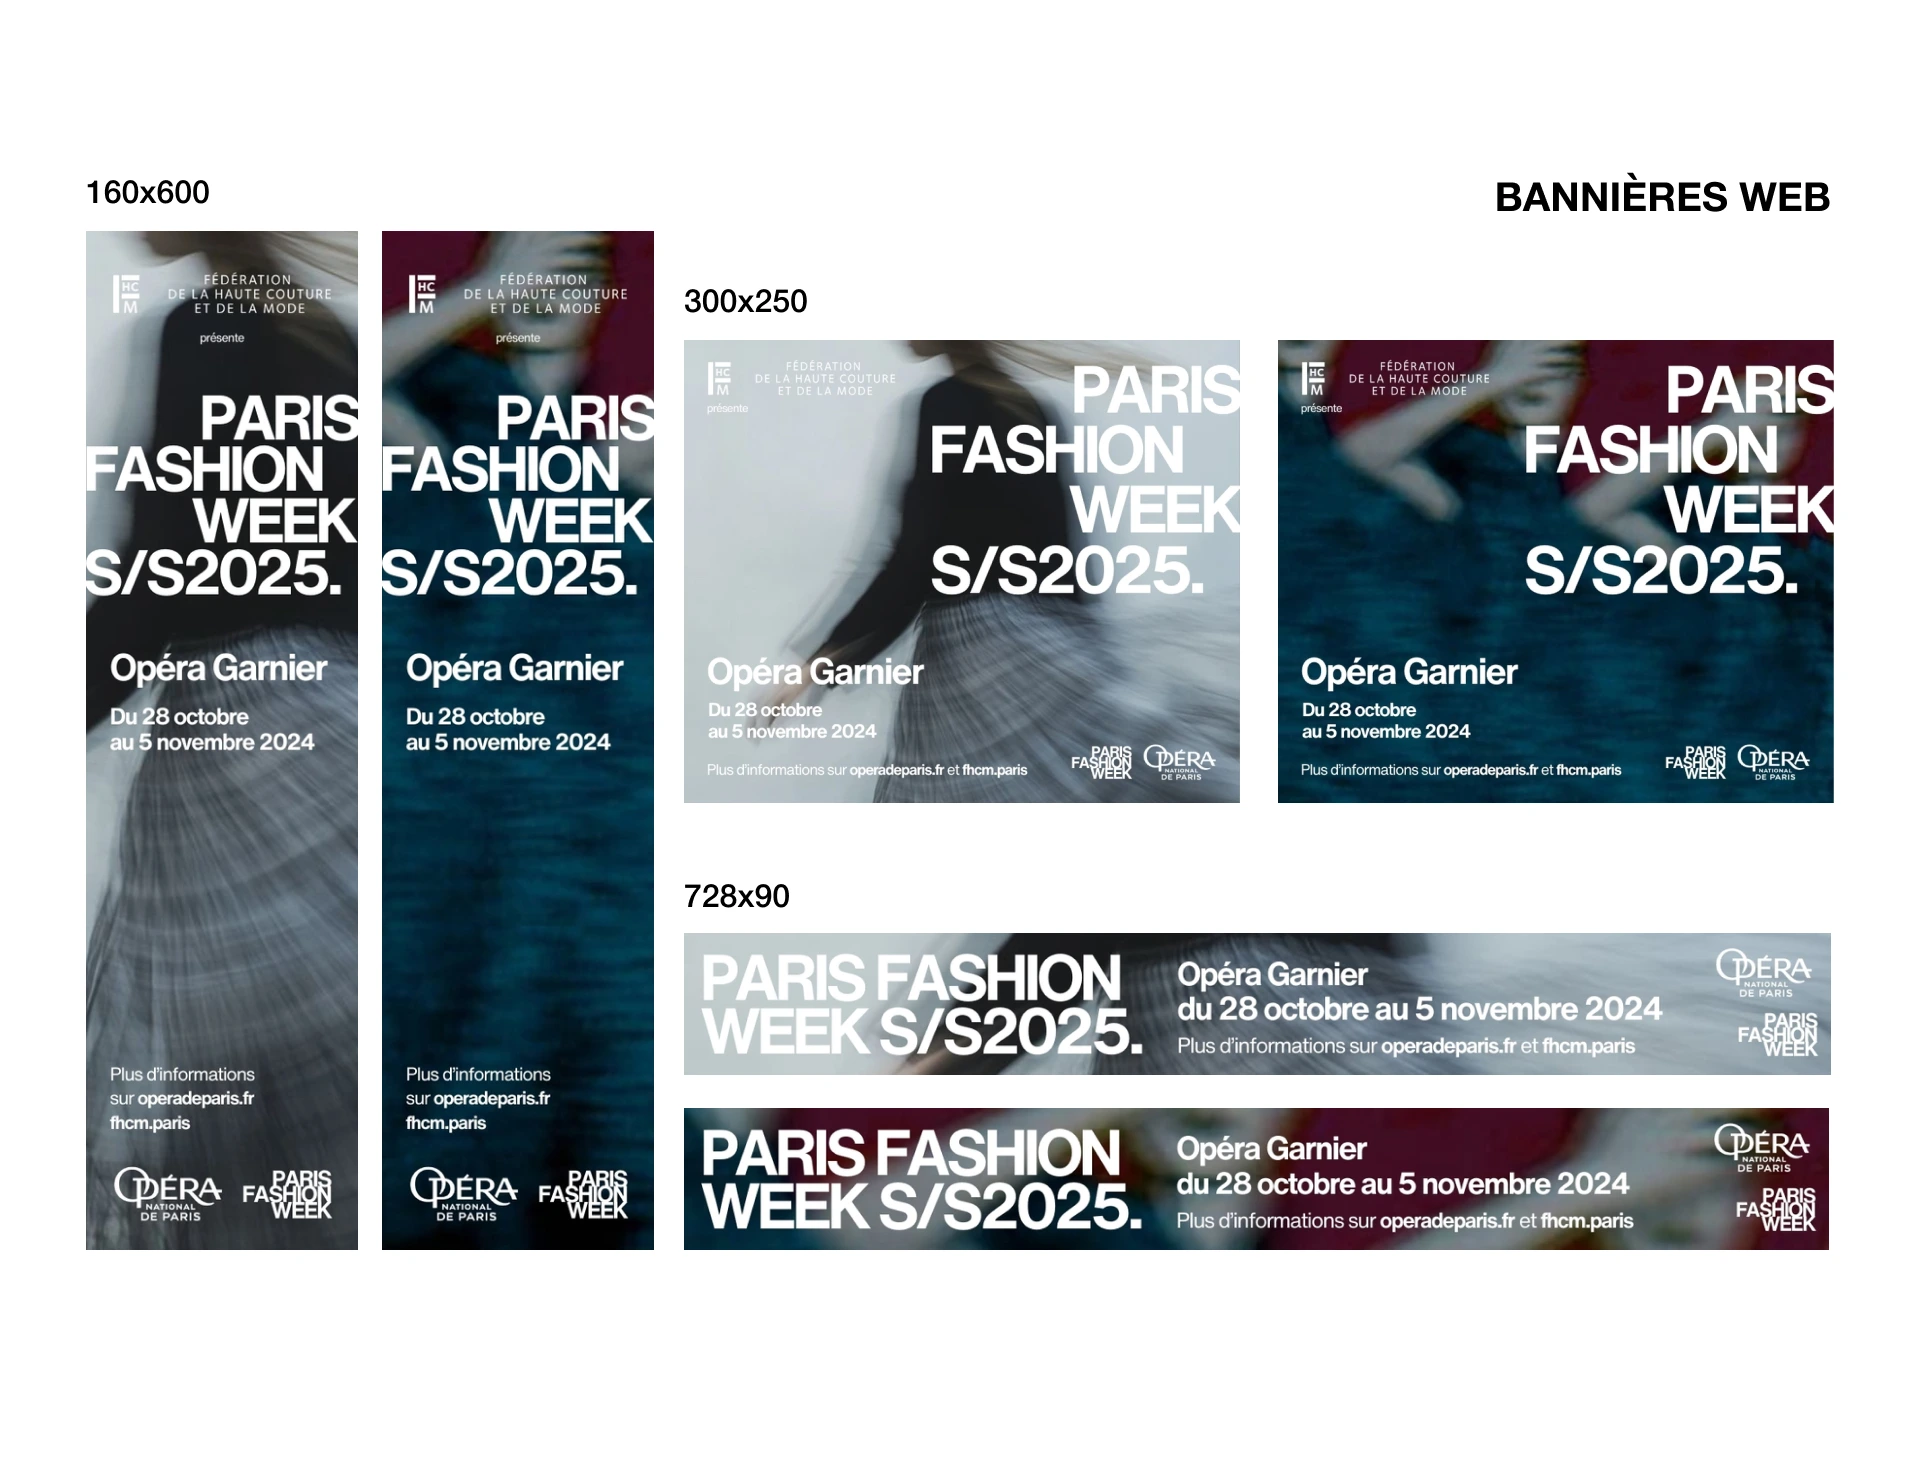 160x600
BANNIÈRES WEB
HC
M
FÉDÉRATION
DE LA HAUTE COUTURE
ET DE LA MODE
présente
PARIS
FASHION
WEEK
S/S2025.
Opéra Garnier
Du 28 octobre
au 5 novembre 2024
Plus d'informations
sur operadeparis.fr
fhcm.paris
OPÉRA
NATIONAL
DE PARIS
PARIS
FASHION
WEEK
HC
M
FÉDÉRATION
DE LA HAUTE COUTURE
ET DE LA MODE
présente
PARIS
FASHION
WEEK
S/S2025.
Opéra Garnier
Du 28 octobre
au 5 novembre 2024
Plus d'informations
sur operadeparis.fr
fhcm.paris
OPÉRA
NATIONAL
DE PARIS
PARIS
FASHION
WEEK
300x250
HC
M
FÉDÉRATION
DE LA HAUTE COUTURE
ET DE LA MODE
présente
PARIS
FASHION
WEEK
S/S2025.
Opéra Garnier
Du 28 octobre
au 5 novembre 2024
Plus d'informations sur operadeparis.fr et fhcm.paris
PARIS
FASHION
WEEK
OPÉRA
NATIONAL
DE PARIS
HC
M
FÉDÉRATION
DE LA HAUTE COUTURE
ET DE LA MODE
présente
PARIS
FASHION
WEEK
S/S2025.
Opéra Garnier
Du 28 octobre
au 5 novembre 2024
Plus d'informations sur operadeparis.fr et fhcm.paris
PARIS
FASHION
WEEK
OPÉRA
NATIONAL
DE PARIS
728x90
PARIS FASHION
WEEK S/S2025.
Opéra Garnier
du 28 octobre au 5 novembre 2024
Plus d'informations sur operadeparis.fr et fhcm.paris
OPÉRA
NATIONAL
DE PARIS
PARIS
FASHION
WEEK
PARIS FASHION
WEEK S/S2025.
Opéra Garnier
du 28 octobre au 5 novembre 2024
Plus d'informations sur operadeparis.fr et fhcm.paris
OPÉRA
NATIONAL
DE PARIS
PARIS
FASHION
WEEK